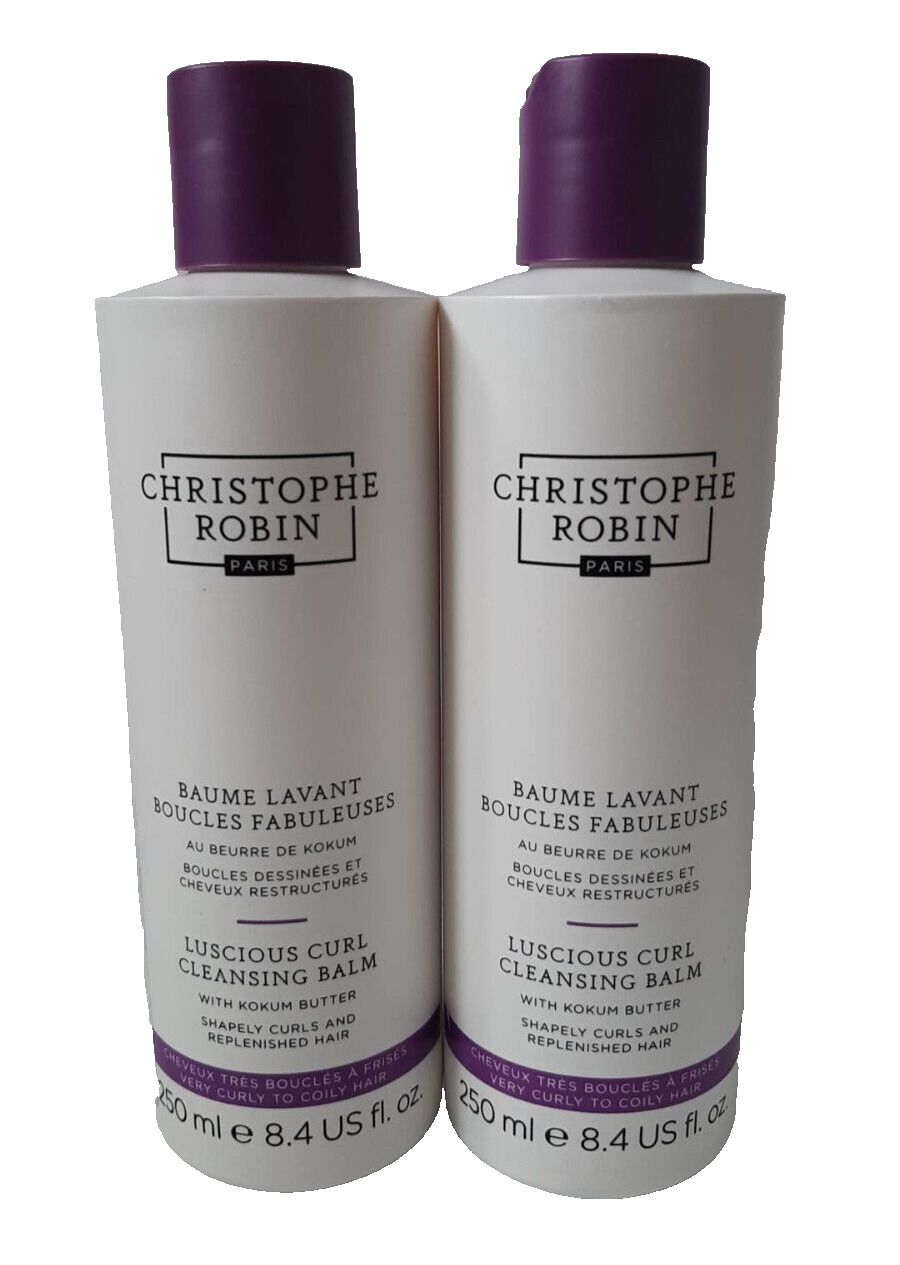 CHRISTOPHE
ROBIN
PARIS
BAUME LAVANT
BOUCLES FABULEUSES
AU BEURRE DE KOKUM
BOUCLES DESSINÉES ET
CHEVEUX RESTRUCTURÉS
LUSCIOUS CURL
CLEANSING BALM
WITH KOKUM BUTTER
SHAPELY CURLS AND
REPLENISHED HAIR
CHEVEUX TRÈS BOUCLÉS À FRISÉS
VERY CURLY TO COILY HAIR
250 ml e 8.4 US fl. oz.
CHRISTOPHE
ROBIN
PARIS
BAUME LAVANT
BOUCLES FABULEUSES
AU BEURRE DE KOKUM
BOUCLES DESSINÉES ET
CHEVEUX RESTRUCTURÉS
LUSCIOUS CURL
CLEANSING BALM
WITH KOKUM BUTTER
SHAPELY CURLS AND
REPLENISHED HAIR
CHEVEUX TRÈS BOUCLÉS À FRISÉS
VERY CURLY TO COILY HAIR
250 ml e 8.4 US fl. oz.